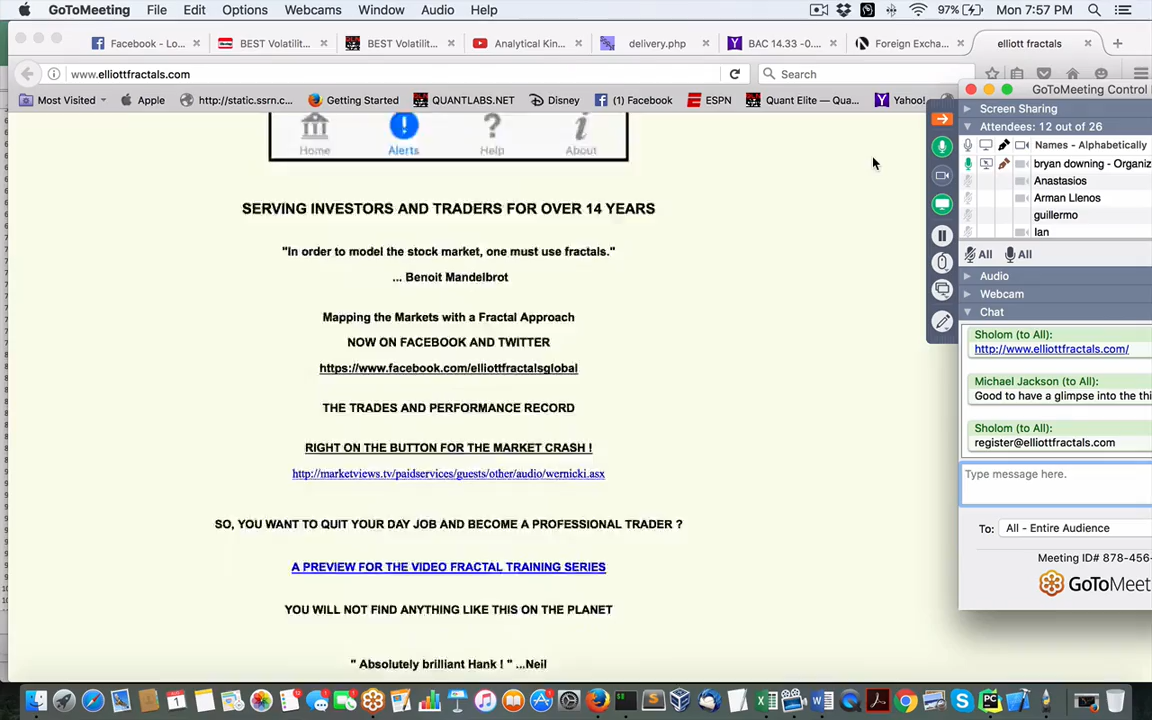 GoToMeeting File Edit Options Webcams Window Audio Help 97% Mon 7:57 PM
Facebook - Lo... BEST Volatilit... BEST Volatilit... Analytical Kin... delivery.php BAC 14.33 -0.... Foreign Excha... elliott fractals
www.elliottfractals.com Search
Most Visited Apple http://static.ssrn.c... Getting Started QUANTLABS.NET Disney (1) Facebook ESPN Quant Elite — Qua... Yahoo!
Home Alerts Help About
SERVING INVESTORS AND TRADERS FOR OVER 14 YEARS
"In order to model the stock market, one must use fractals."
... Benoit Mandelbrot
Mapping the Markets with a Fractal Approach
NOW ON FACEBOOK AND TWITTER
https://www.facebook.com/elliottfractalsglobal
THE TRADES AND PERFORMANCE RECORD
RIGHT ON THE BUTTON FOR THE MARKET CRASH !
http://marketviews.tv/paidservices/guests/other/audio/wernicki.asx
SO, YOU WANT TO QUIT YOUR DAY JOB AND BECOME A PROFESSIONAL TRADER ?
A PREVIEW FOR THE VIDEO FRACTAL TRAINING SERIES
YOU WILL NOT FIND ANYTHING LIKE THIS ON THE PLANET
" Absolutely brilliant Hank ! " ...Neil
GoToMeeting Control
Screen Sharing
Attendees: 12 out of 26
Names - Alphabetically
bryan downing - Organiz
Anastasios
Arman Llenos
guillermo
Ian
All All
Audio
Webcam
Chat
Sholom (to All):
http://www.elliottfractals.com/
Michael Jackson (to All):
Good to have a glimpse into the thi
Sholom (to All):
register@elliottfractals.com
Type message here.
To: All - Entire Audience
Meeting ID# 878-456-
GoToMeet